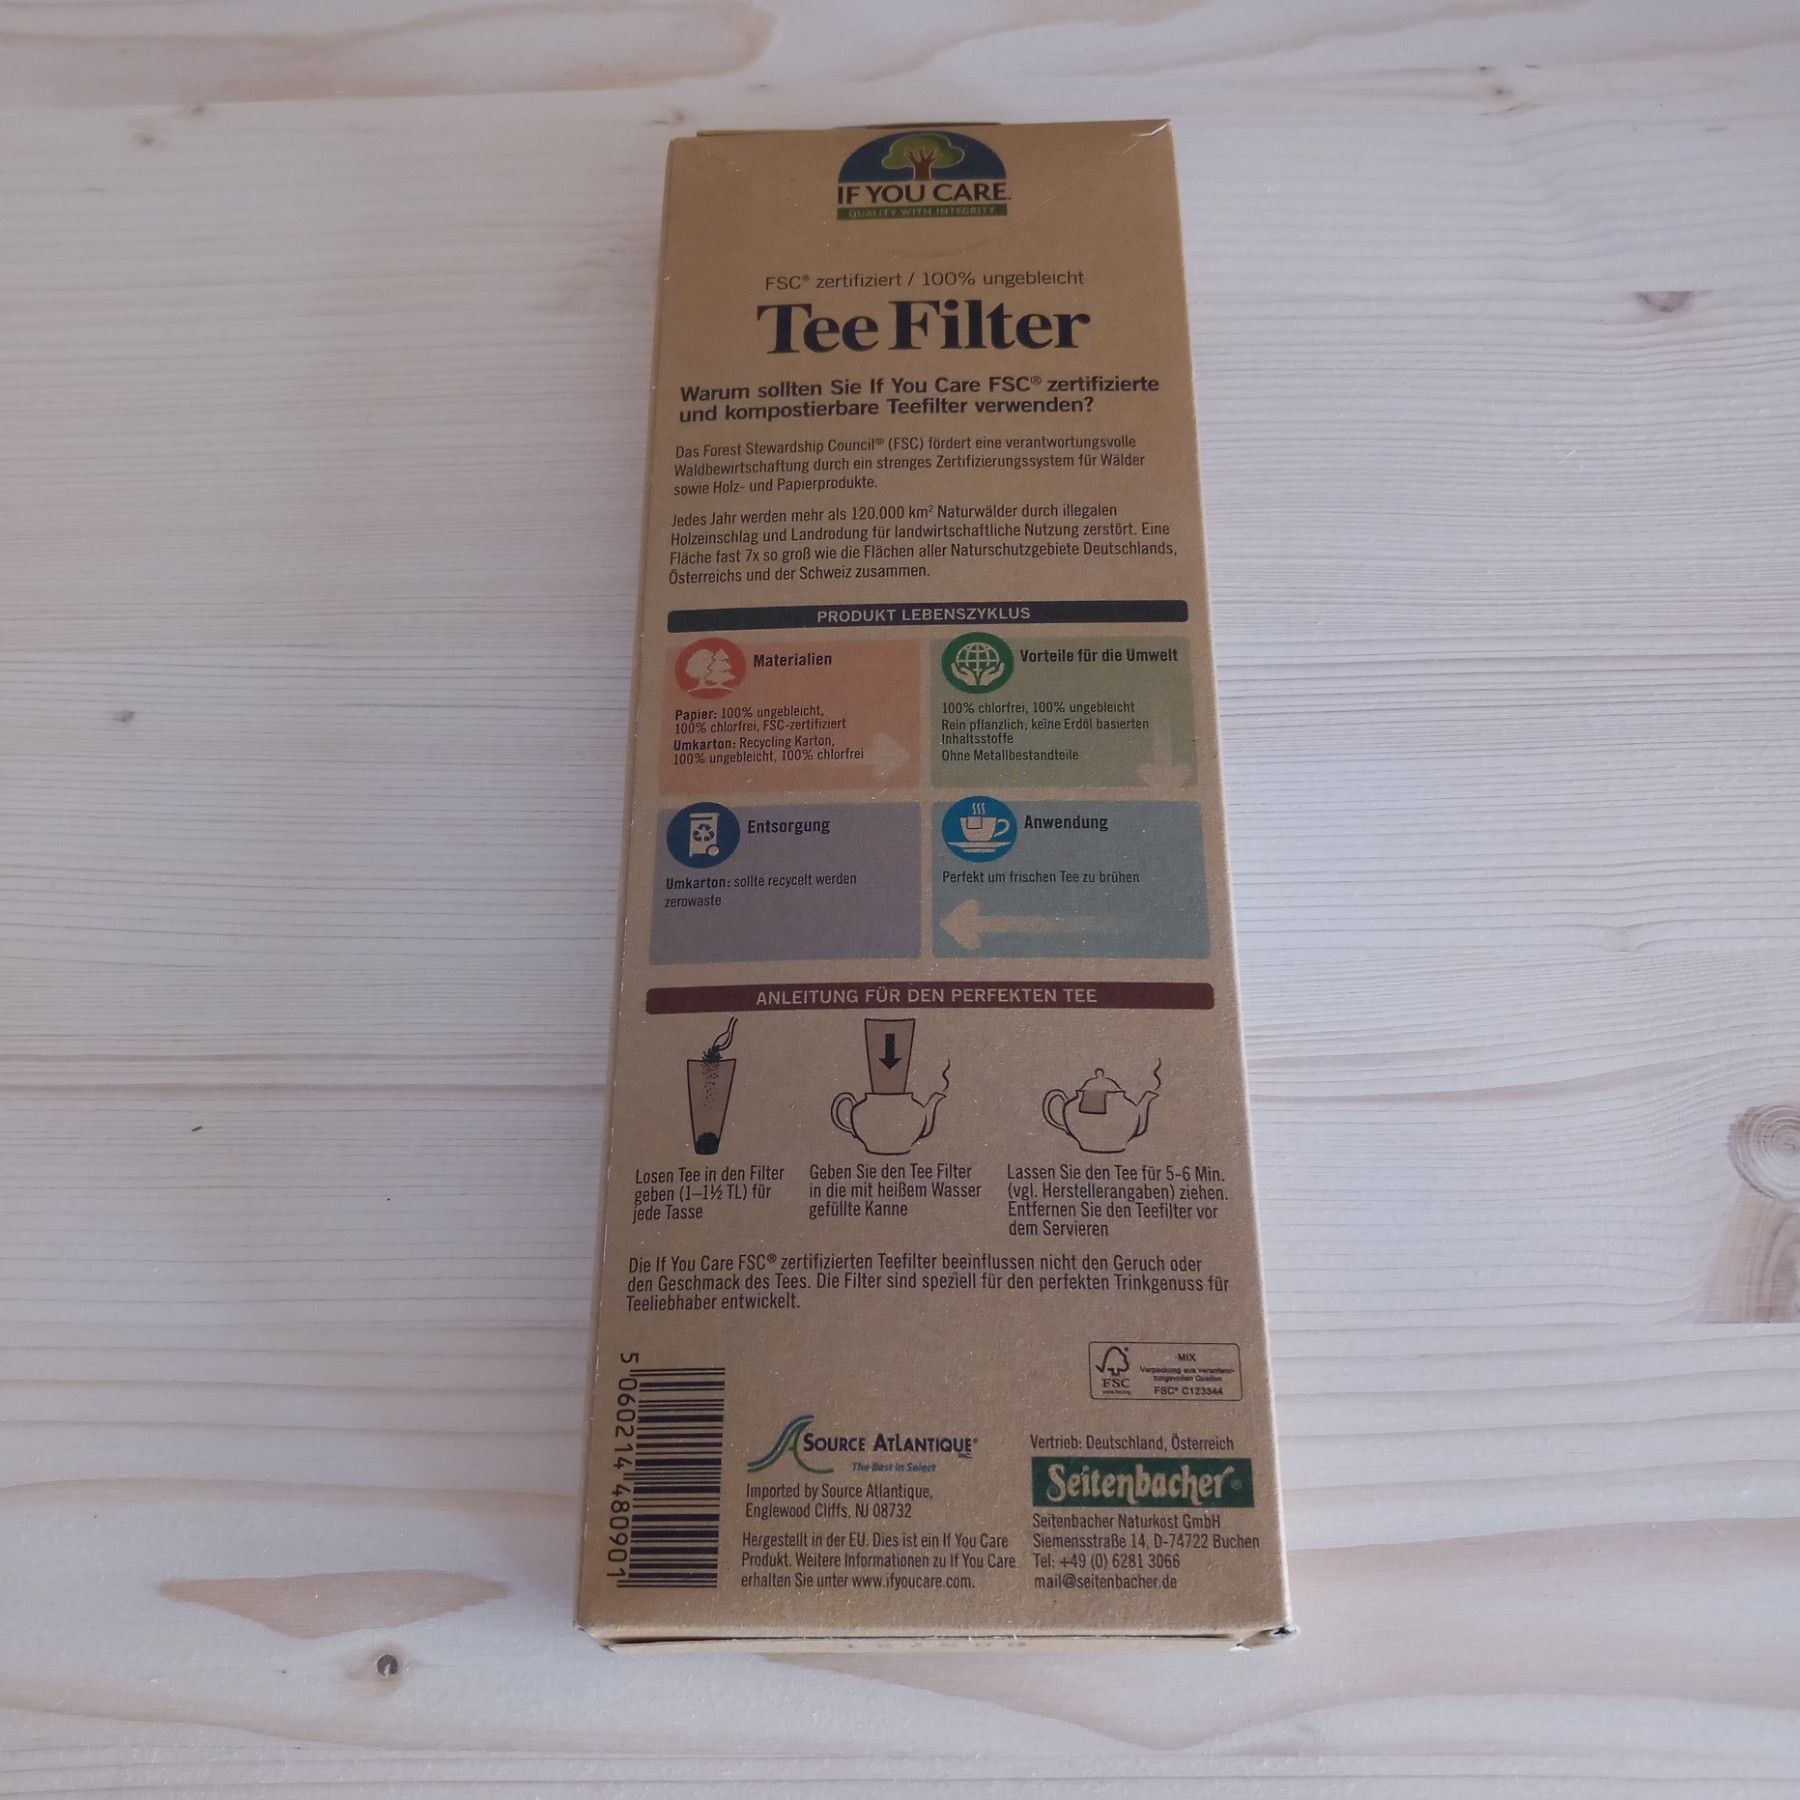 IF YOU CARE
QUALITY WITH INTEGRITY
FSC® zertifiziert / 100% ungebleicht
Tee Filter
Warum sollten Sie If You Care FSC® zertifizierte
und kompostierbare Teefilter verwenden?
Das Forest Stewardship Council® (FSC) fördert eine verantwortungsvolle
Waldbewirtschaftung durch ein strenges Zertifizierungssystem für Wälder
sowie Holz- und Papierprodukte.
Jedes Jahr werden mehr als 120.000 km² Naturwälder durch illegalen
Holzeinschlag und Landrodung für landwirtschaftliche Nutzung zerstört. Eine
Fläche fast 7x so groß wie die Flächen aller Naturschutzgebiete Deutschlands,
Österreichs und der Schweiz zusammen.
PRODUKT LEBENSZYKLUS
Materialien
Papier: 100% ungebleicht,
100% chlorfrei, FSC-zertifiziert
Umkarton: Recycling Karton,
100% ungebleicht, 100% chlorfrei
Vorteile für die Umwelt
100% chlorfrei, 100% ungebleicht
Rein pflanzlich; keine Erdöl basierten
Inhaltsstoffe
Ohne Metallbestandteile
Entsorgung
Umkarton: sollte recycelt werden
zerowaste
Anwendung
Perfekt um frischen Tee zu brühen
ANLEITUNG FÜR DEN PERFEKTEN TEE
Losen Tee in den Filter
geben (1–1½ TL) für
jede Tasse
Geben Sie den Tee Filter
in die mit heißem Wasser
gefüllte Kanne
Lassen Sie den Tee für 5-6 Min.
(vgl. Herstellerangaben) ziehen.
Entfernen Sie den Teefilter vor
dem Servieren
Die If You Care FSC® zertifizierten Teefilter beeinflussen nicht den Geruch oder
den Geschmack des Tees. Die Filter sind speziell für den perfekten Trinkgenuss für
Teeliebhaber entwickelt.
5 060214 480901
FSC
MIX
Verpackung aus verantwor-
tungsvollen Quellen
FSC® C123344
SOURCE ATLANTIQUE® INC.
The Best in Select
Imported by Source Atlantique,
Englewood Cliffs, NJ 08732
Hergestellt in der EU. Dies ist ein If You Care
Produkt. Weitere Informationen zu If You Care
erhalten Sie unter www.ifyoucare.com.
Vertrieb: Deutschland, Österreich
Seitenbacher®
Seitenbacher Naturkost GmbH
Siemensstraße 14, D-74722 Buchen
Tel: +49 (0) 6281 3066
mail@seitenbacher.de